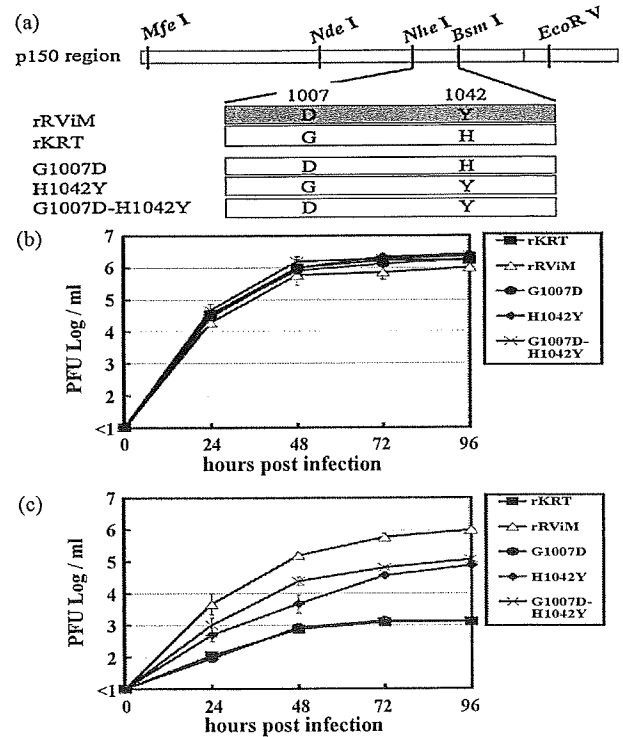 (a)
Mfe I Nde I Nhe I Bsm I EcoR V
p150 region
1007 1042
rRViM D Y
rKRT G H
G1007D D H
H1042Y G Y
G1007D-H1042Y D Y
(b)
PFU Log / ml
7
6
5
4
3
2
<1
0 24 48 72 96
hours post infection
rKRT
rRViM
G1007D
H1042Y
G1007D-
H1042Y
(c)
PFU Log / ml
7
6
5
4
3
2
<1
0 24 48 72 96
hours post infection
rKRT
rRViM
G1007D
H1042Y
G1007D-
H1042Y